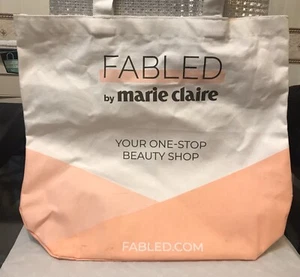 FABLED
by marie claire
YOUR ONE-STOP
BEAUTY SHOP
FABLED.COM